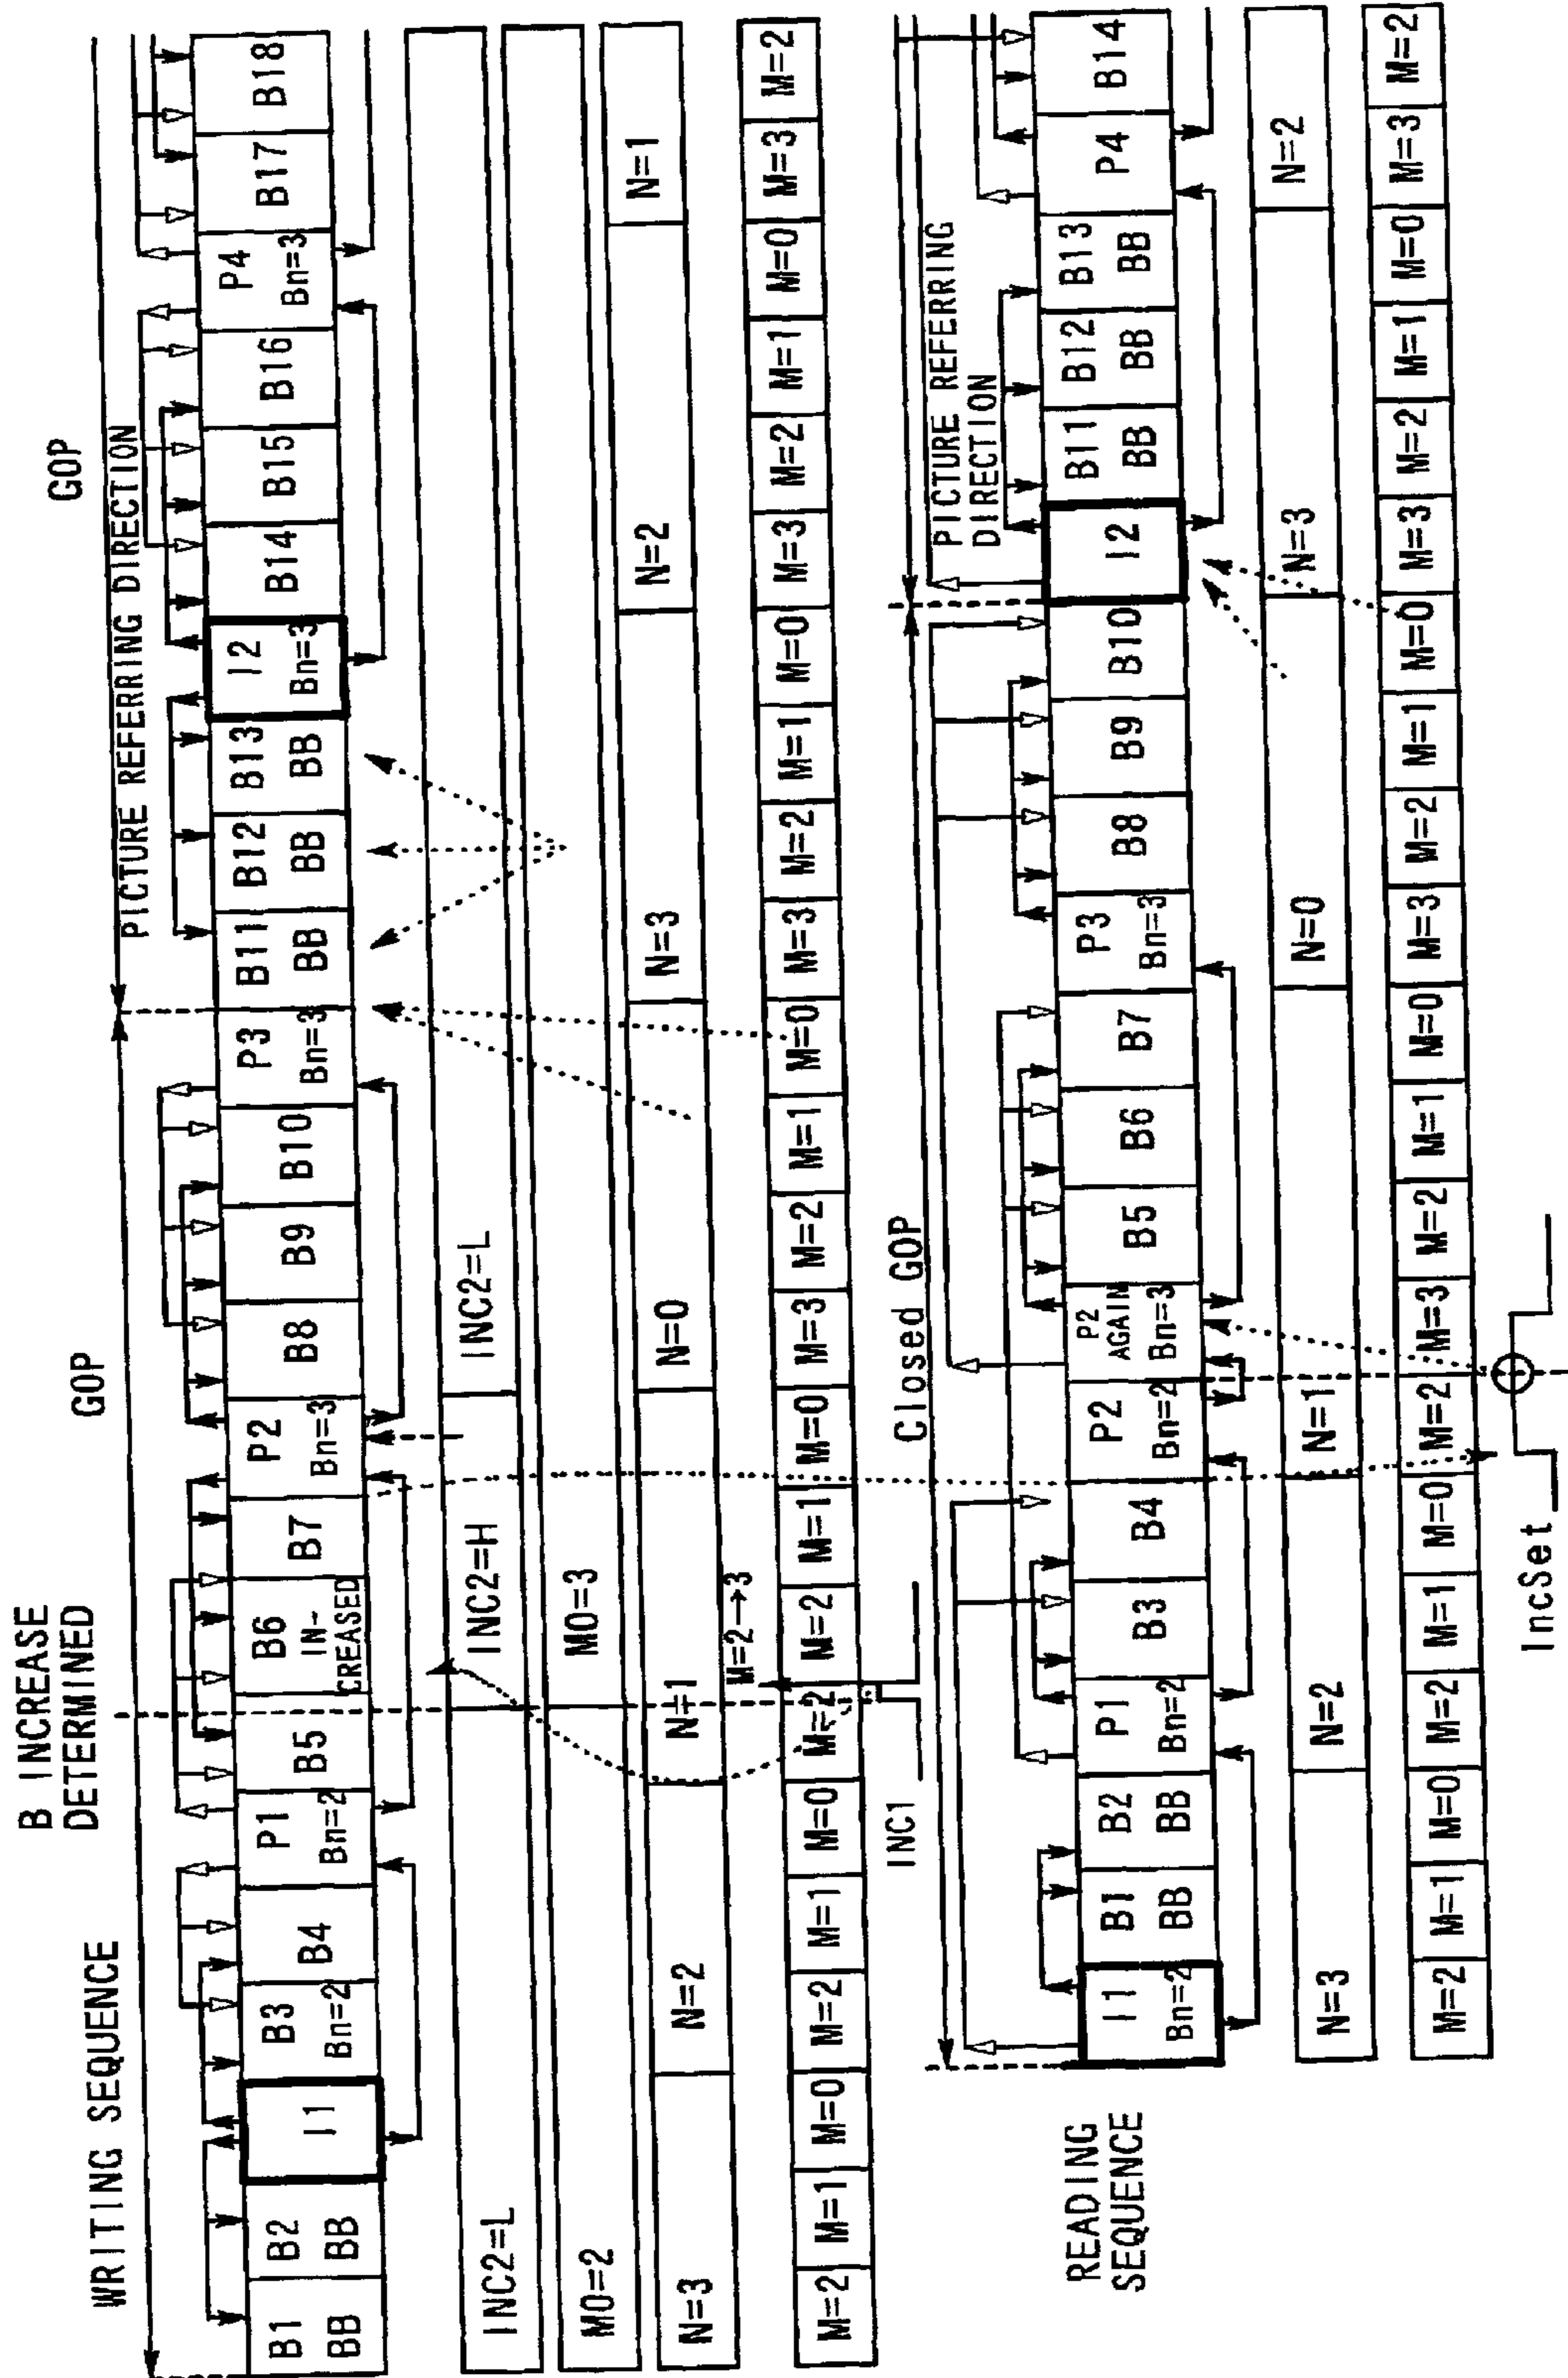 B INCREASE
DETERMINED
WRITING SEQUENCE
GOP
GOP
PICTURE REFERRING DIRECTION
B1 B2 I1 B3 B4 P1 B5 B6 B7 P2 B8 B9 B10 P3 B11 B12 B13 I2 B14 B15 B16 P4 B17 B18
BB BB Bn=2 Bn=2 IN- Bn=3 Bn=3 BB BB BB Bn=3 Bn=3
CREASED
INC2=L INC2=H INC2=L
M0=2 M0=3
N=3 N=2 N=1 N=0 N=3 N=2 N=1
M=2→3
M=2 M=1 M=0 M=2 M=1 M=0 M=2 M=2 M=1 M=0 M=3 M=2 M=1 M=0 M=3 M=2 M=1 M=0 M=3 M=2 M=1 M=0 M=3 M=2
INC1
Closed GOP
PICTURE REFERRING
DIRECTION
READING
SEQUENCE
I1 B1 B2 P1 B3 B4 P2 P2 B5 B6 B7 P3 B8 B9 B10 I2 B11 B12 B13 P4 B14
AGAIN
Bn=2 BB BB Bn=2 Bn=2 Bn=3 Bn=3 BB BB BB
N=3 N=2 N=1 N=0 N=3 N=2
M=2 M=1 M=0 M=2 M=1 M=0 M=2 M=3 M=2 M=1 M=0 M=3 M=2 M=1 M=0 M=3 M=2 M=1 M=0 M=3 M=2
IncSet